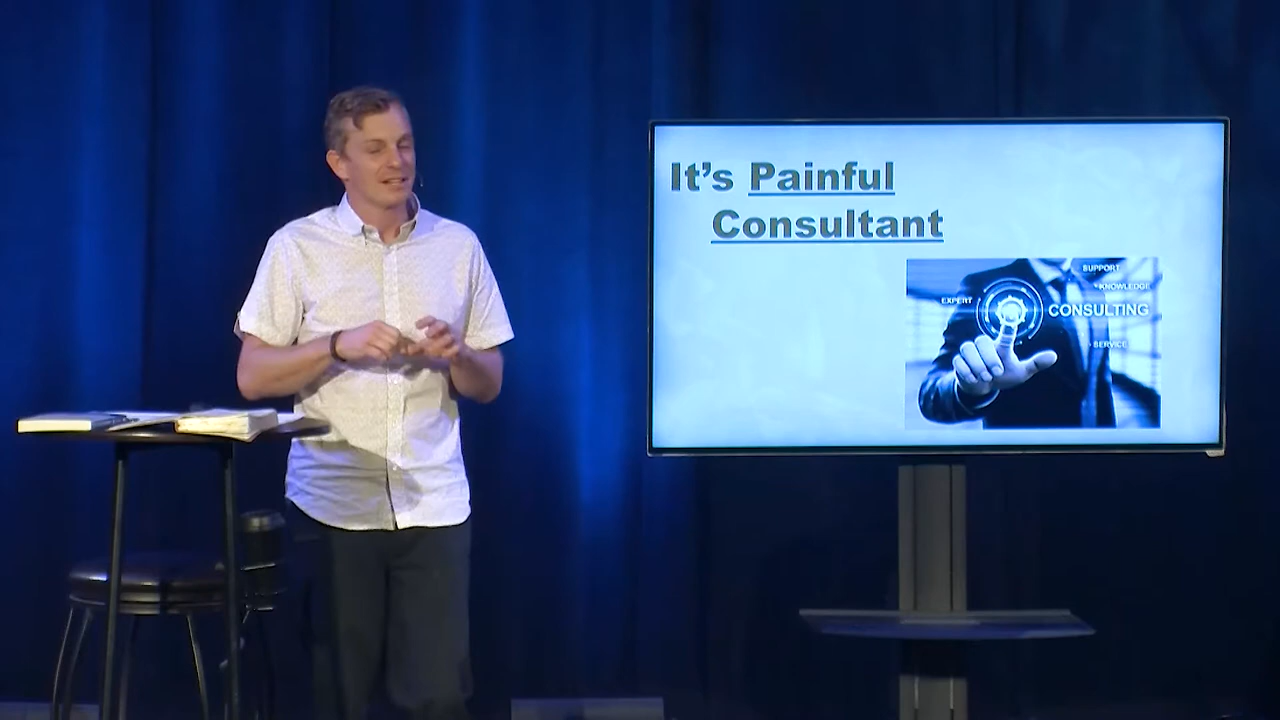 It's Painful
Consultant
SUPPORT
KNOWLEDGE
EXPERT
CONSULTING
SERVICE